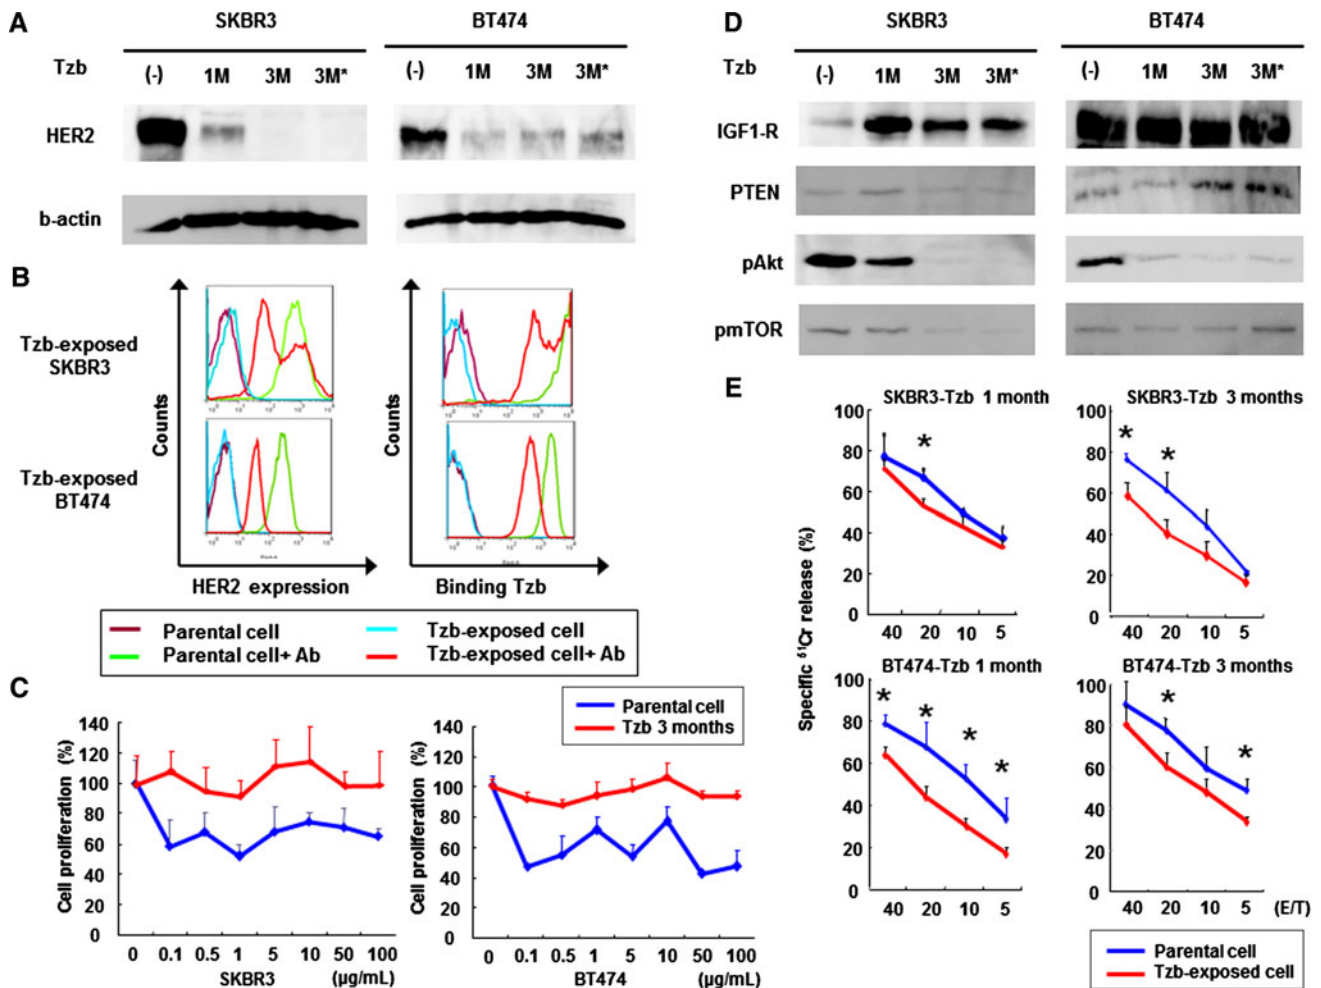 A
SKBR3 BT474
Tzb (-) 1M 3M 3M* (-) 1M 3M 3M*
HER2
b-actin
B
Tzb-exposed
SKBR3
Tzb-exposed
BT474
Counts
Counts
HER2 expression
Binding Tzb
Parental cell
Tzb-exposed cell
Parental cell+ Ab
Tzb-exposed cell+ Ab
C
Parental cell
Tzb 3 months
Cell proliferation (%)
140
120
100
80
60
40
20
0
0 0.1 0.5 1 5 10 50 100
SKBR3 (µg/mL)
Cell proliferation (%)
140
120
100
80
60
40
20
0
0 0.1 0.5 1 5 10 50 100
BT474 (µg/mL)
D
SKBR3 BT474
Tzb (-) 1M 3M 3M* (-) 1M 3M 3M*
IGF1-R
PTEN
pAkt
pmTOR
E
Specific ⁵¹Cr release (%)
SKBR3-Tzb 1 month
100
80
60
40
20
0
*
40 20 10 5
SKBR3-Tzb 3 months
100
80
60
40
20
0
* *
40 20 10 5
BT474-Tzb 1 month
100
80
60
40
20
0
* * * *
40 20 10 5
BT474-Tzb 3 months
100
80
60
40
20
0
* *
40 20 10 5 (E/T)
Parental cell
Tzb-exposed cell